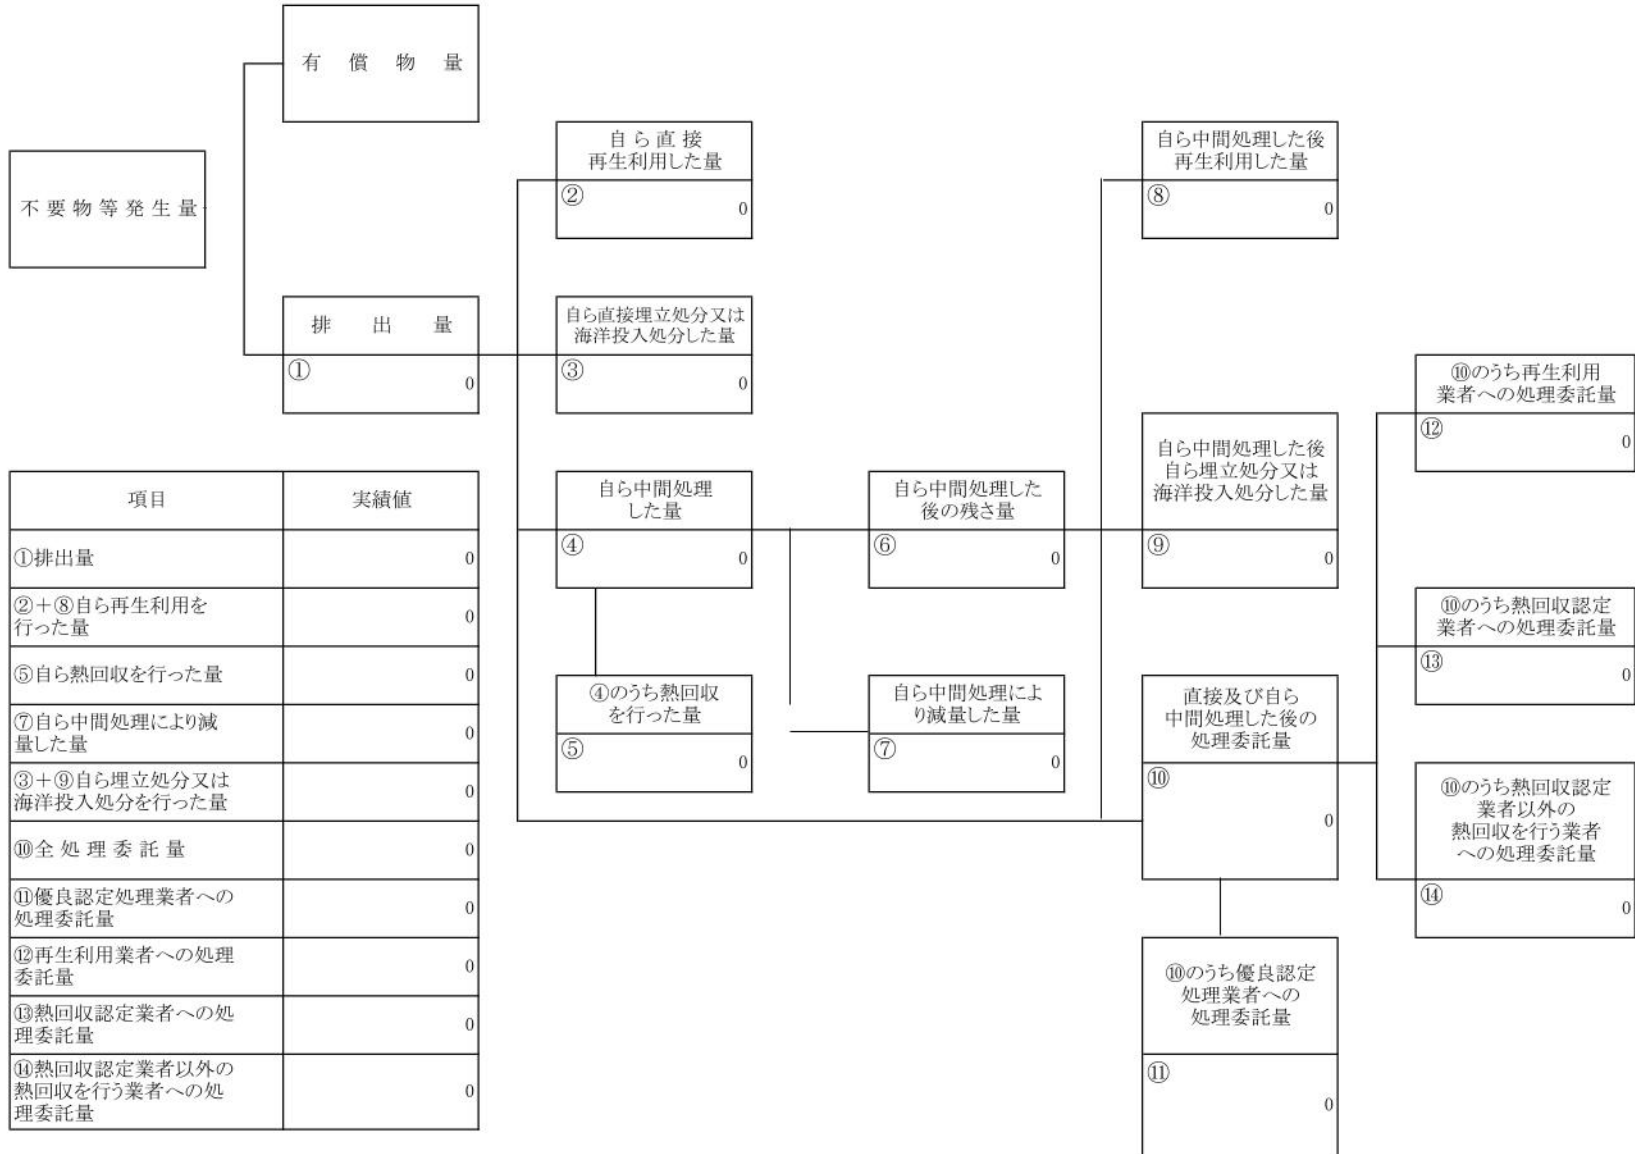 有償物量
不要物等発生量
排出量
①
0
自ら直接
再生利用した量
②
0
自ら直接埋立処分又は
海洋投入処分した量
③
0
自ら中間処理
した量
④
0
④のうち熱回収
を行った量
⑤
0
自ら中間処理した
後の残さ量
⑥
0
自ら中間処理によ
り減量した量
⑦
0
自ら中間処理した後
再生利用した量
⑧
0
自ら中間処理した後
自ら埋立処分又は
海洋投入処分した量
⑨
0
直接及び自ら
中間処理した後の
処理委託量
⑩
0
⑩のうち優良認定
処理業者への
処理委託量
⑪
0
⑩のうち再生利用
業者への処理委託量
⑫
0
⑩のうち熱回収認定
業者への処理委託量
⑬
0
⑩のうち熱回収認定
業者以外の
熱回収を行う業者
への処理委託量
⑭
0
項目 実績値
①排出量 0
②+⑧自ら再生利用を
行った量 0
⑤自ら熱回収を行った量 0
⑦自ら中間処理により減
量した量 0
③+⑨自ら埋立処分又は
海洋投入処分を行った量 0
⑩全処理委託量 0
⑪優良認定処理業者への
処理委託量 0
⑫再生利用業者への処理
委託量 0
⑬熱回収認定業者への処
理委託量 0
⑭熱回収認定業者以外の
熱回収を行う業者への処
理委託量 0